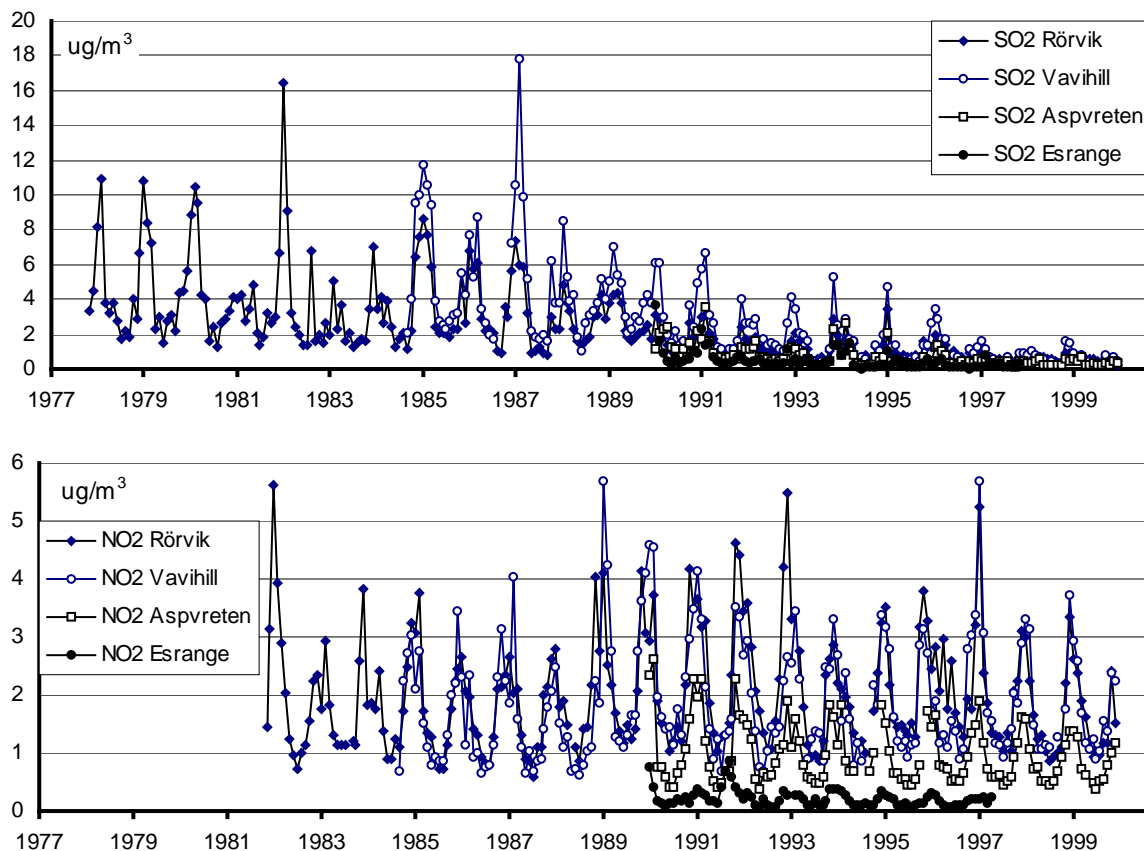 20
18
16
14
12
10
8
6
4
2
0
ug/m³
SO2 Rörvik
SO2 Vavihill
SO2 Aspvreten
SO2 Esrange
1977 1979 1981 1983 1985 1987 1989 1991 1993 1995 1997 1999
6
5
4
3
2
1
0
ug/m³
NO2 Rörvik
NO2 Vavihill
NO2 Aspvreten
NO2 Esrange
1977 1979 1981 1983 1985 1987 1989 1991 1993 1995 1997 1999